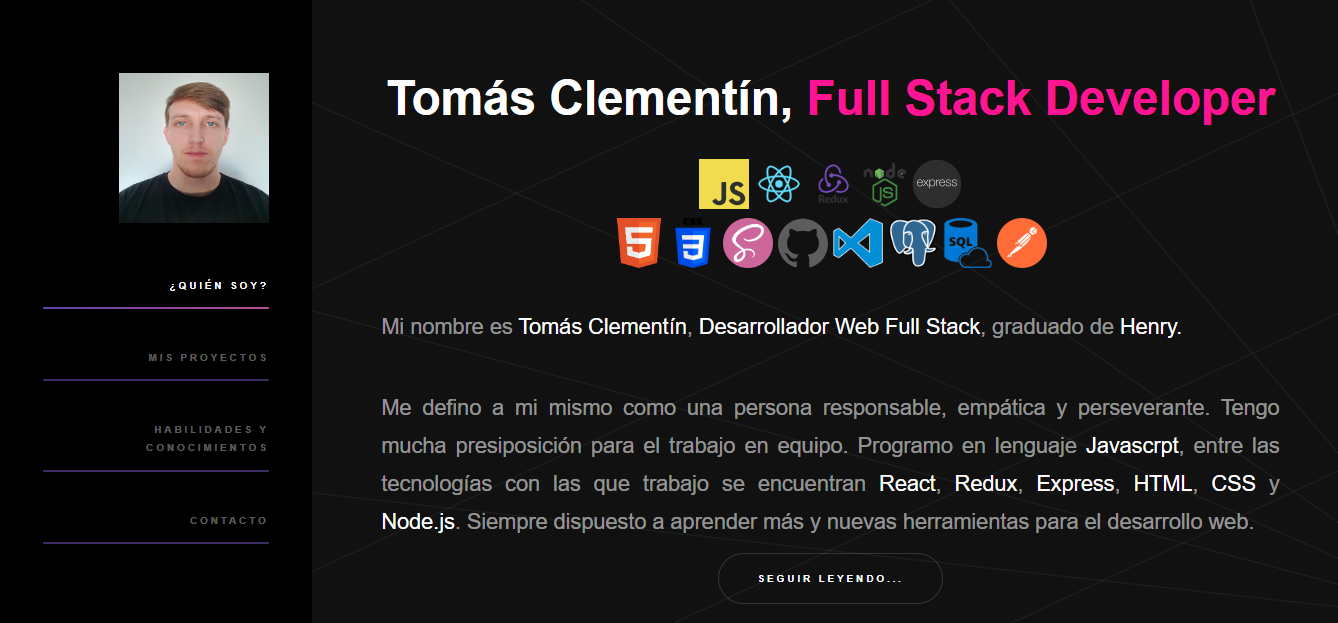 ¿QUIÉN SOY?
MIS PROYECTOS
HABILIDADES Y
CONOCIMIENTOS
CONTACTO
Tomás Clementín, Full Stack Developer
JS
Redux
node
JS
express
5
CSS
3
SQL
Mi nombre es Tomás Clementín, Desarrollador Web Full Stack, graduado de Henry.
Me defino a mi mismo como una persona responsable, empática y perseverante. Tengo
mucha presiposición para el trabajo en equipo. Programo en lenguaje Javascrpt, entre las
tecnologías con las que trabajo se encuentran React, Redux, Express, HTML, CSS y
Node.js. Siempre dispuesto a aprender más y nuevas herramientas para el desarrollo web.
SEGUIR LEYENDO...